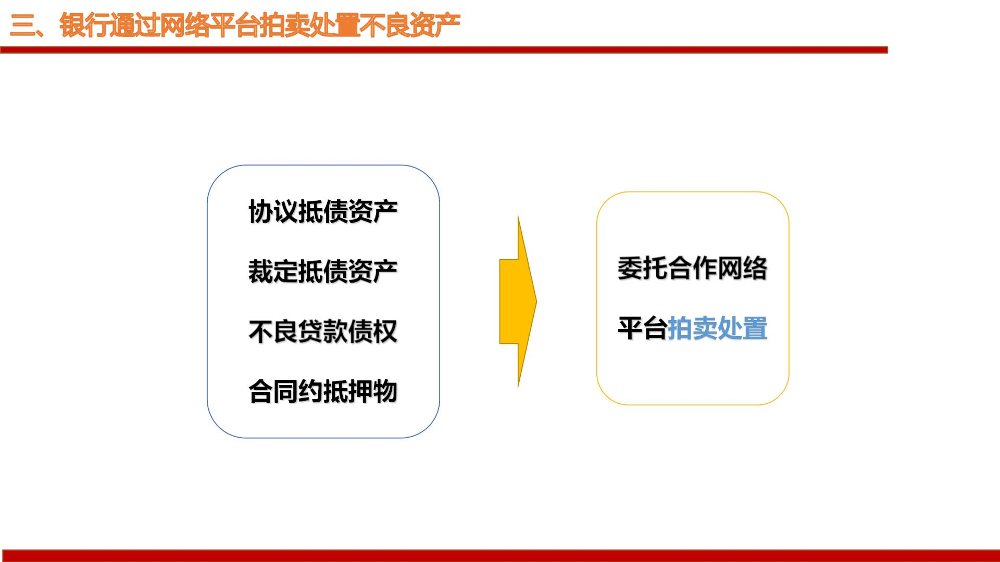 三、银行通过网络平台拍卖处置不良资产
协议抵债资产
裁定抵债资产
不良贷款债权
合同约抵押物
委托合作网络
平台拍卖处置